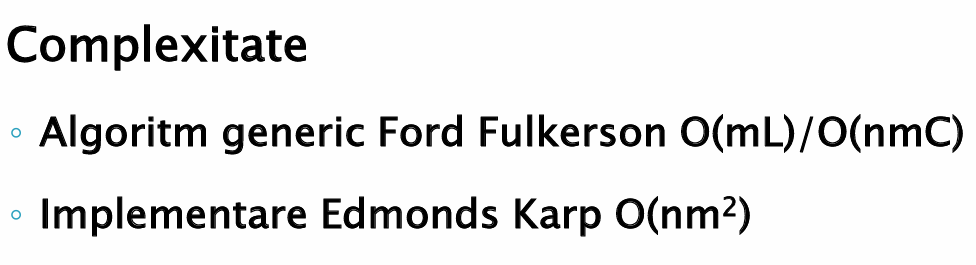 Complexitate
◦ Algoritm generic Ford Fulkerson O(mL)/O(nmC)
◦ Implementare Edmonds Karp O(nm²)